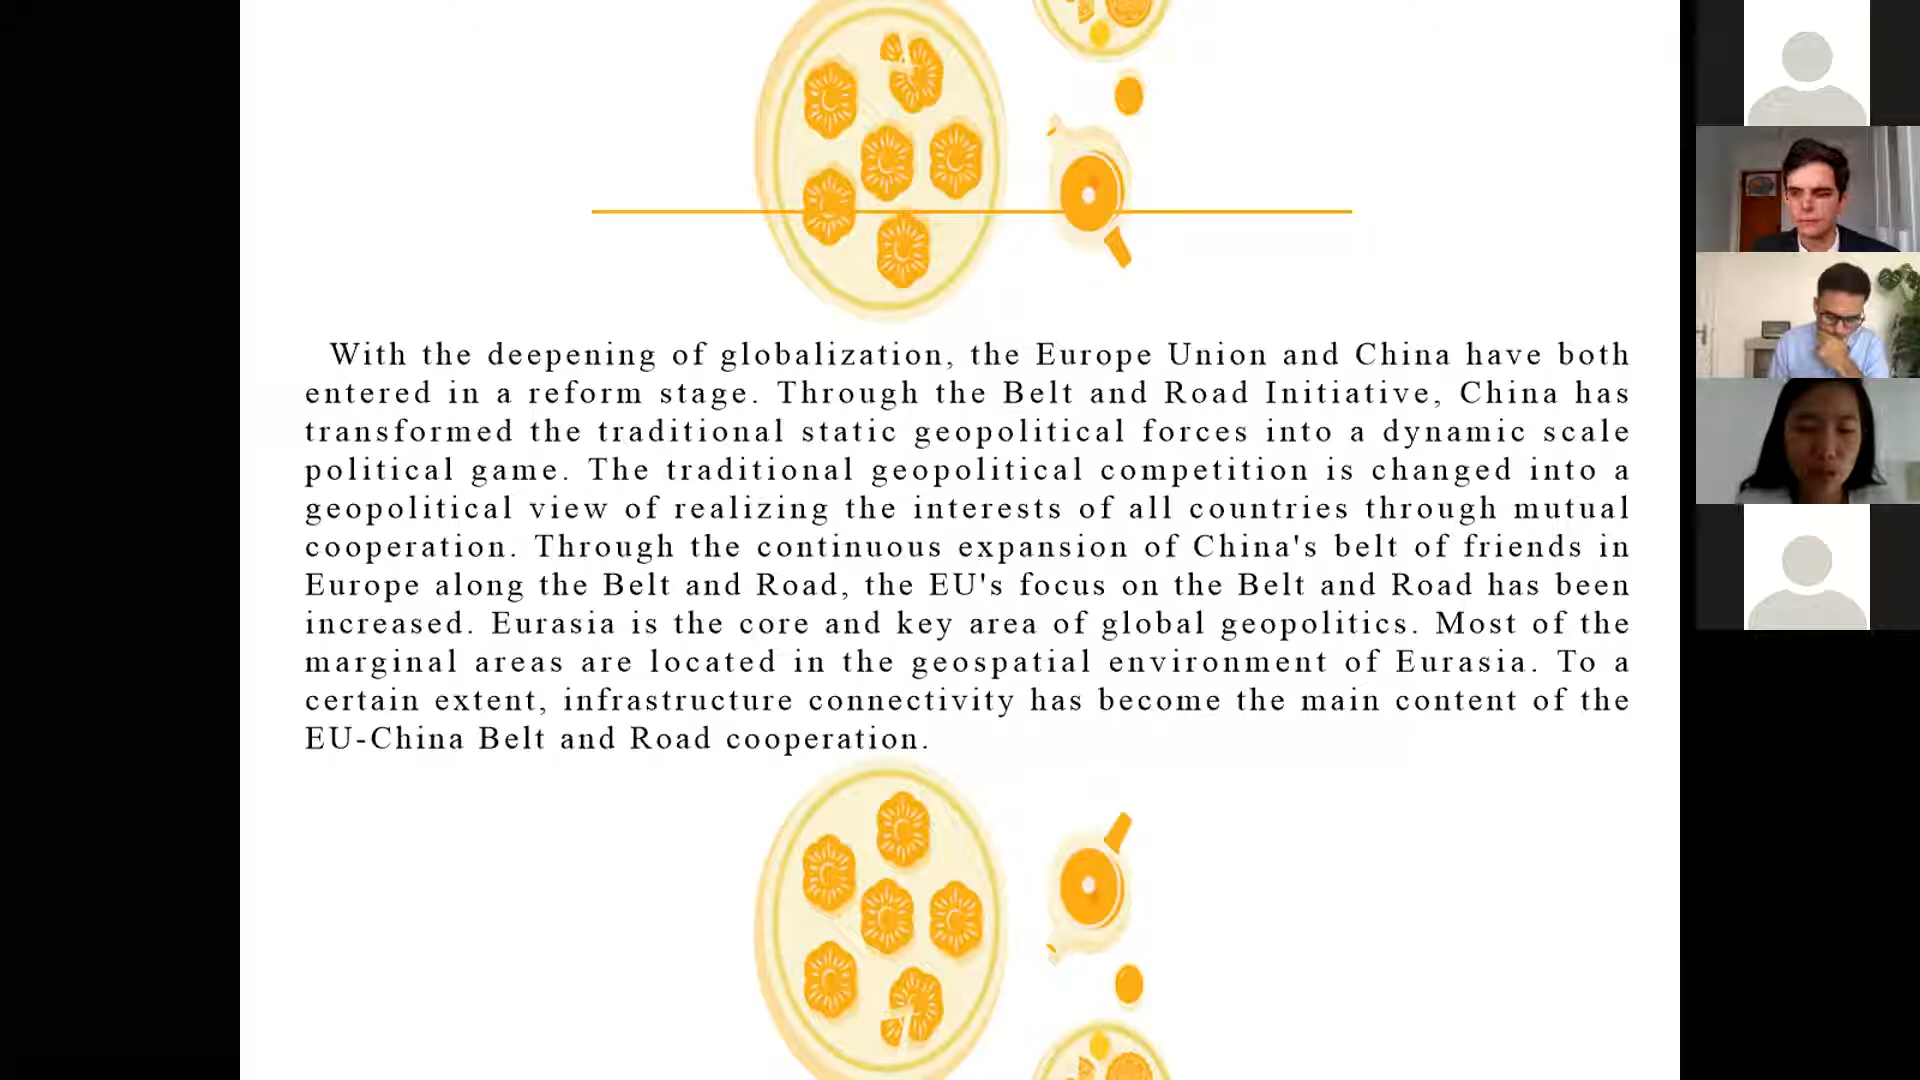 With the deepening of globalization, the Europe Union and China have both
entered in a reform stage. Through the Belt and Road Initiative, China has
transformed the traditional static geopolitical forces into a dynamic scale
political game. The traditional geopolitical competition is changed into a
geopolitical view of realizing the interests of all countries through mutual
cooperation. Through the continuous expansion of China's belt of friends in
Europe along the Belt and Road, the EU's focus on the Belt and Road has been
increased. Eurasia is the core and key area of global geopolitics. Most of the
marginal areas are located in the geospatial environment of Eurasia. To a
certain extent, infrastructure connectivity has become the main content of the
EU-China Belt and Road cooperation.